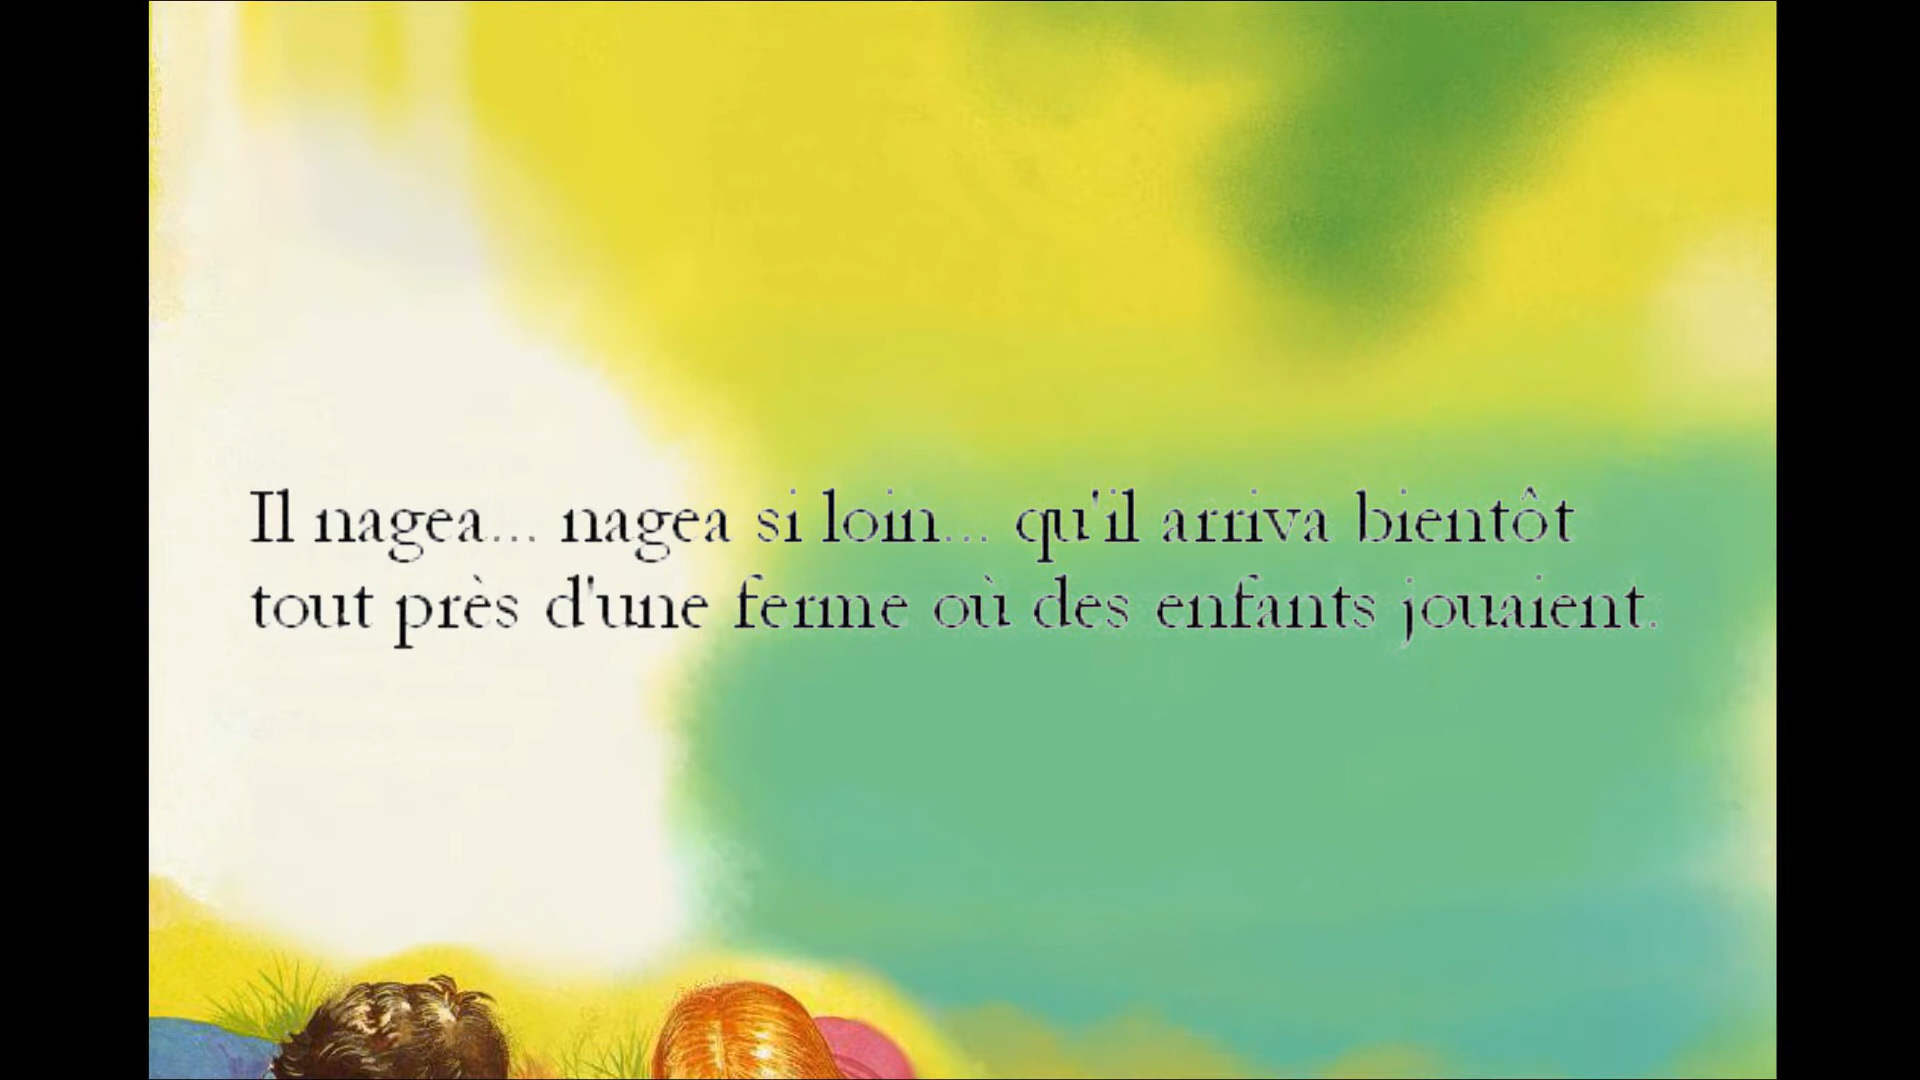 Il nagea... nagea si loin... qu'il arriva bientôt
tout près d'une ferme où des enfants jouaient.